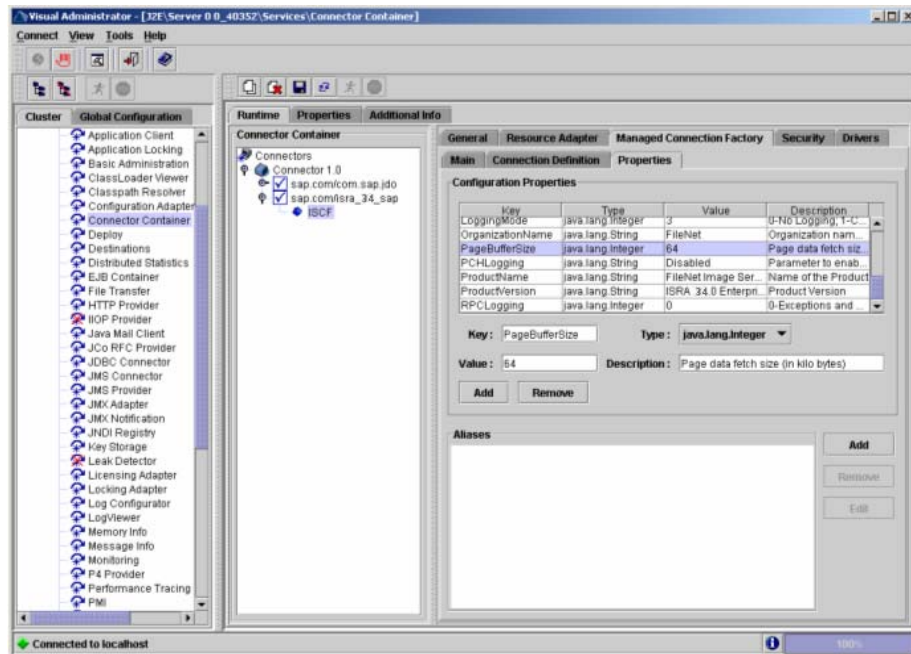 Visual Administrator - [J2E\Server 0 0_40352\Services\Connector Container]
Connect View Tools Help
Cluster Global Configuration
Application Client
Application Locking
Basic Administration
ClassLoader Viewer
Classpath Resolver
Configuration Adapter
Connector Container
Deploy
Destinations
Distributed Statistics
EJB Container
File Transfer
HTTP Provider
IIOP Provider
Java Mail Client
JCo RFC Provider
JDBC Connector
JMS Connector
JMS Provider
JMX Adapter
JMX Notification
JNDI Registry
Key Storage
Leak Detector
Licensing Adapter
Locking Adapter
Log Configurator
LogViewer
Memory Info
Message Info
Monitoring
P4 Provider
Performance Tracing
PMI
Runtime Properties Additional Info
Connector Container
Connectors
Connector 1.0
sap.com/com.sap.jdo
sap.com/isra_34_sap
ISCF
General Resource Adapter Managed Connection Factory Security Drivers
Main Connection Definition Properties
Configuration Properties
Key Type Value Description
LoggingMode java.lang.Integer 3 0-No Logging; 1-C...
OrganizationName java.lang.String FileNet Organization nam...
PageBufferSize java.lang.Integer 64 Page data fetch siz...
PCHLogging java.lang.String Disabled Parameter to enab...
ProductName java.lang.String FileNet Image Ser... Name of the Product
ProductVersion java.lang.String ISRA 34.0 Enterpri... Product Version
RPCLogging java.lang.Integer 0 0-Exceptions and ...
Key : PageBufferSize Type : java.lang.Integer
Value : 64 Description : Page data fetch size (in kilo bytes)
Add Remove
Aliases
Add
Remove
Edit
Connected to localhost
100%